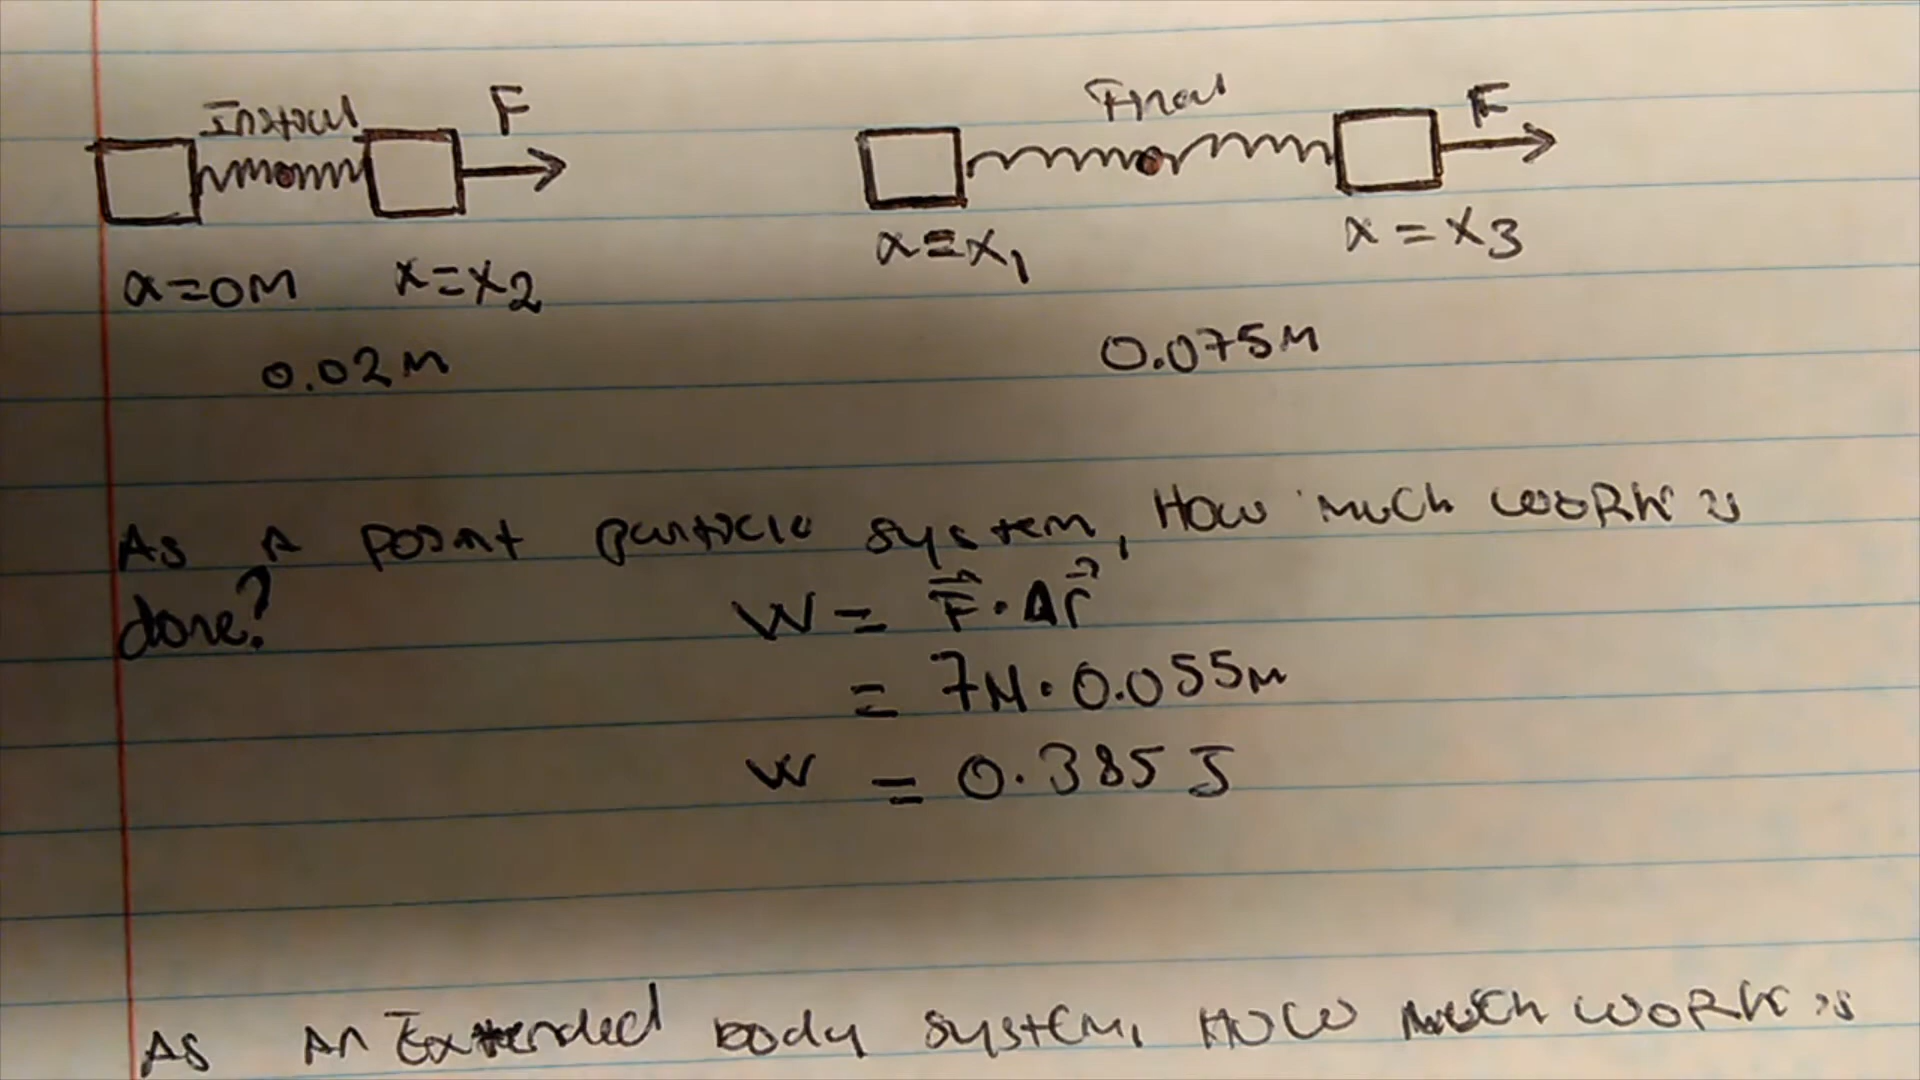 Initial F Final F
x=0M x=x2 x=x1 x=x3
0.02M 0.075M
As A point particle system, How much work is
done?
W = F⃗ · Δr⃗
= 7N · 0.055M
W = 0.385 J
As An Extended body system, How much work is